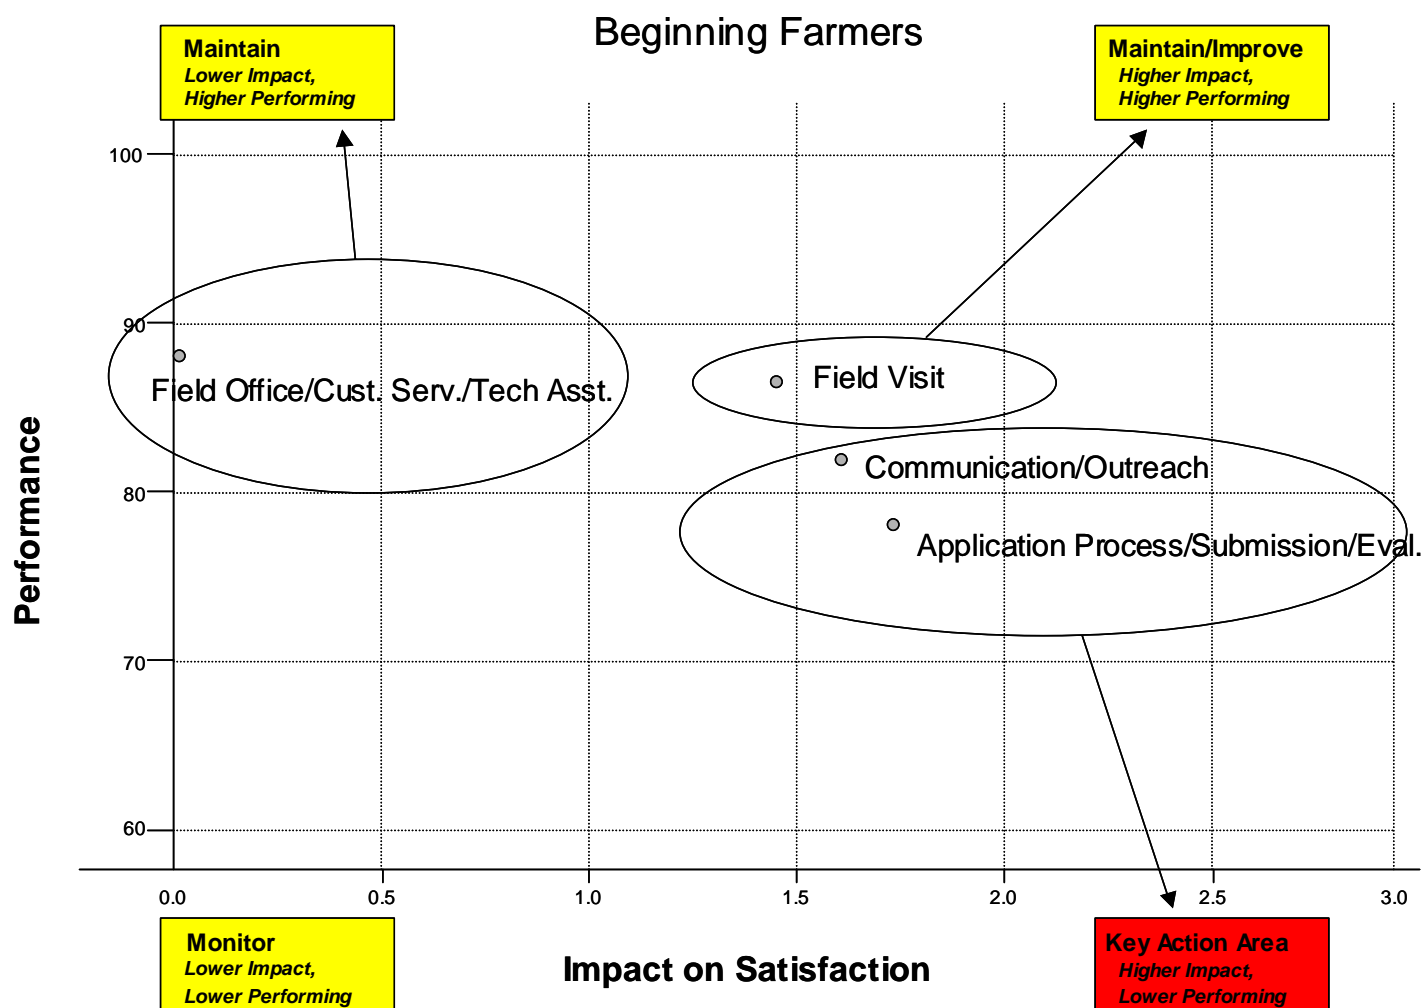 Beginning Farmers
Maintain
Lower Impact,
Higher Performing
Maintain/Improve
Higher Impact,
Higher Performing
100
90
80
70
60
Performance
Field Office/Cust. Serv./Tech Asst.
Field Visit
Communication/Outreach
Application Process/Submission/Eval.
0.0
0.5
1.0
1.5
2.0
2.5
3.0
Impact on Satisfaction
Monitor
Lower Impact,
Lower Performing
Key Action Area
Higher Impact,
Lower Performing